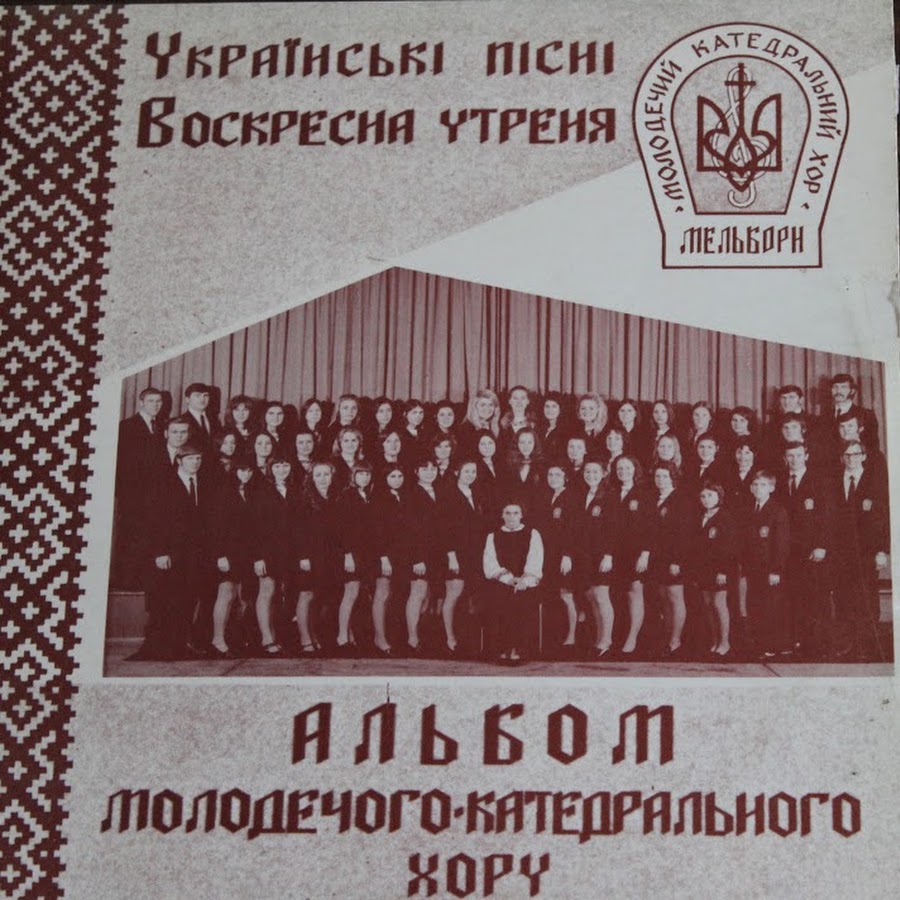 Українські пісні
Воскресна утреня
• МОЛОДЕЧИЙ КАТЕДРАЛЬНИЙ ХОР •
МЕЛЬБОРН
АЛЬБОМ
МОЛОДЕЧОГО-КАТЕДРАЛЬНОГО
ХОРУ